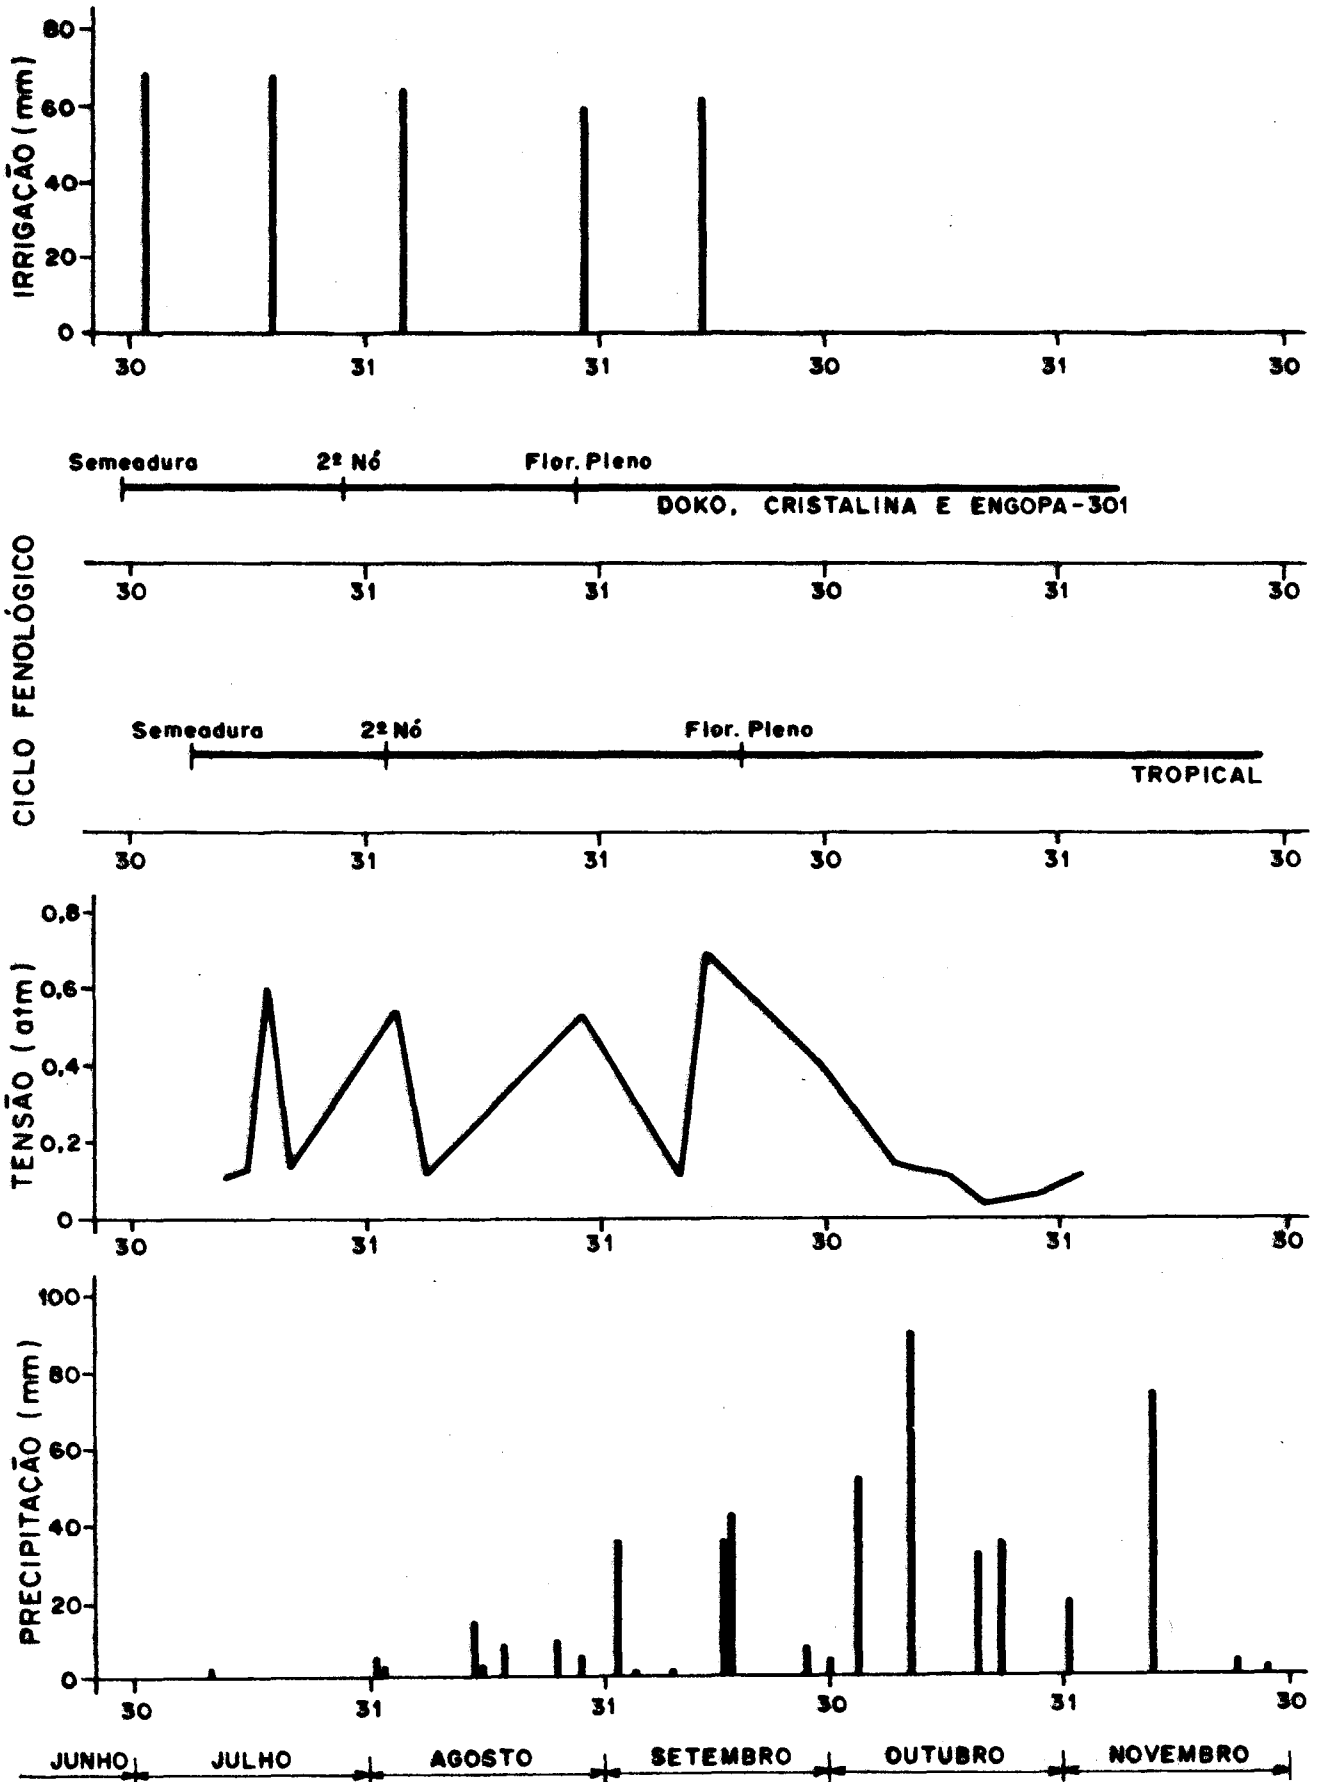 IRRIGAÇÃO (mm)
80
60
40
20
0
30 31 31 30 31 30
CICLO FENOLÓGICO
Semeadura 2º Nó Flor. Pleno
DOKO, CRISTALINA E ENGOPA-301
30 31 31 30 31 30
Semeadura 2º Nó Flor. Pleno
TROPICAL
30 31 31 30 31 30
TENSÃO (atm)
0,8
0,6
0,4
0,2
0
30 31 31 30 31 30
PRECIPITAÇÃO (mm)
100
80
60
40
20
0
30 31 31 30 31 30
JUNHO JULHO AGOSTO SETEMBRO OUTUBRO NOVEMBRO